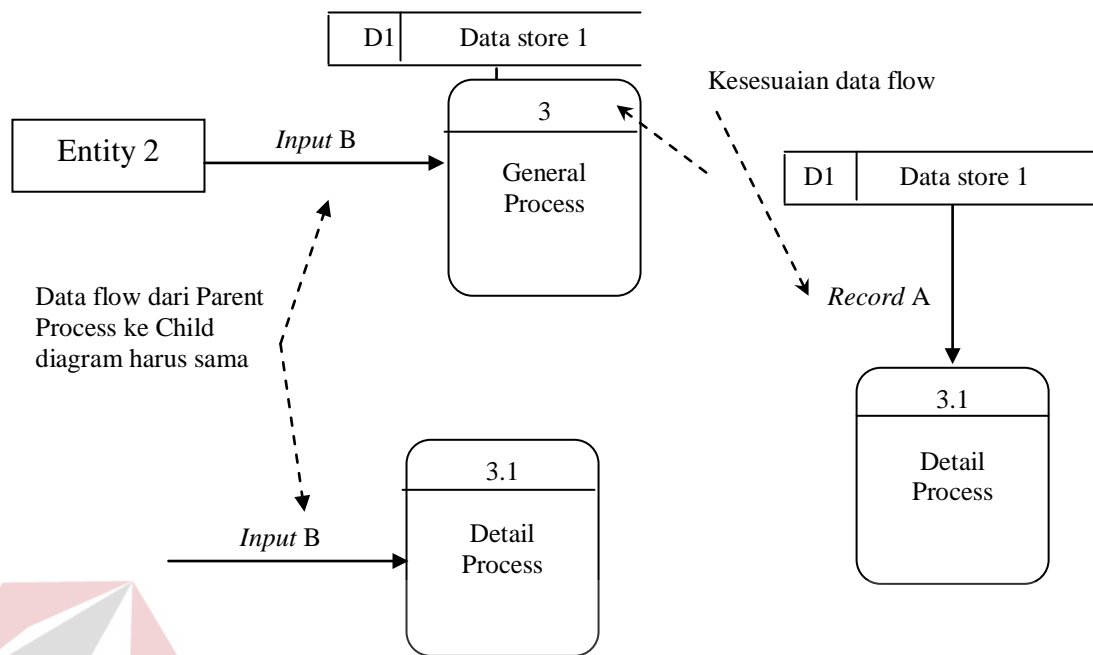 D1 Data store 1
Kesesuaian data flow
3
Entity 2
Input B
General
Process
D1 Data store 1
Data flow dari Parent
Process ke Child
diagram harus sama
Record A
3.1
Detail
Process
3.1
Input B
Detail
Process